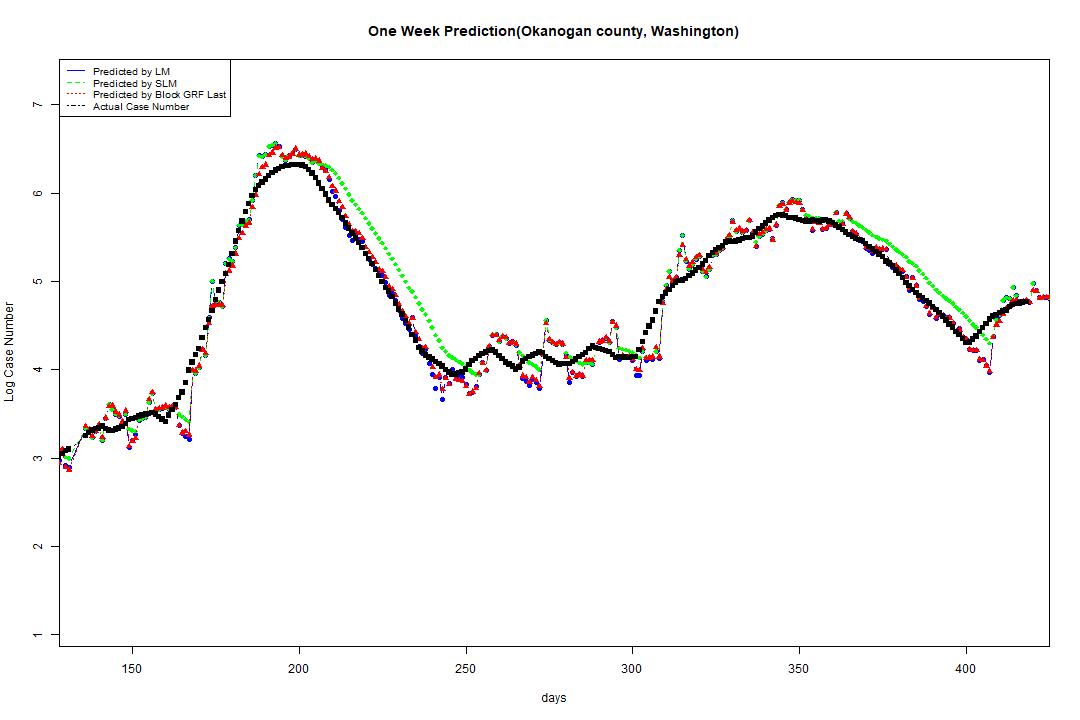 One Week Prediction(Okanogan county, Washington)
Predicted by LM
Predicted by SLM
Predicted by Block GRF Last
Actual Case Number
7
6
5
4
3
2
1
Log Case Number
150 200 250 300 350 400
days